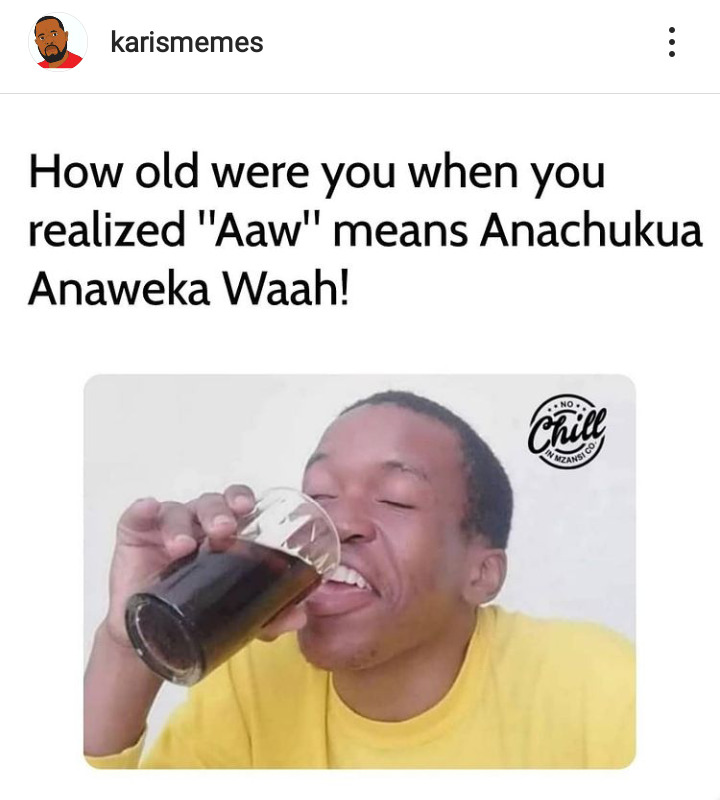 karismemes
How old were you when you
realized "Aaw" means Anachukua
Anaweka Waah!
NO
Chill
IN MZANSI CO.